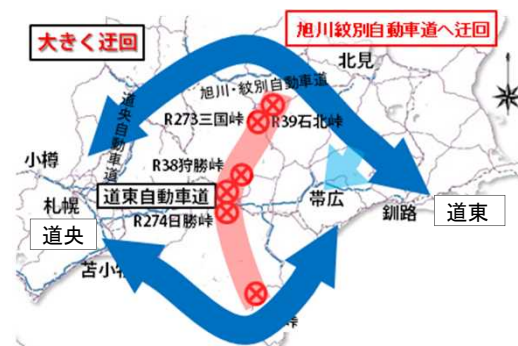 大きく迂回
旭川紋別自動車道へ迂回
北見
旭川・紋別自動車道
道央自動車道
R273三国峠
R39石北峠
小樽
R38狩勝峠
札幌
道東自動車道
帯広
道東
釧路
道央
R274日勝峠
苫小牧
峠